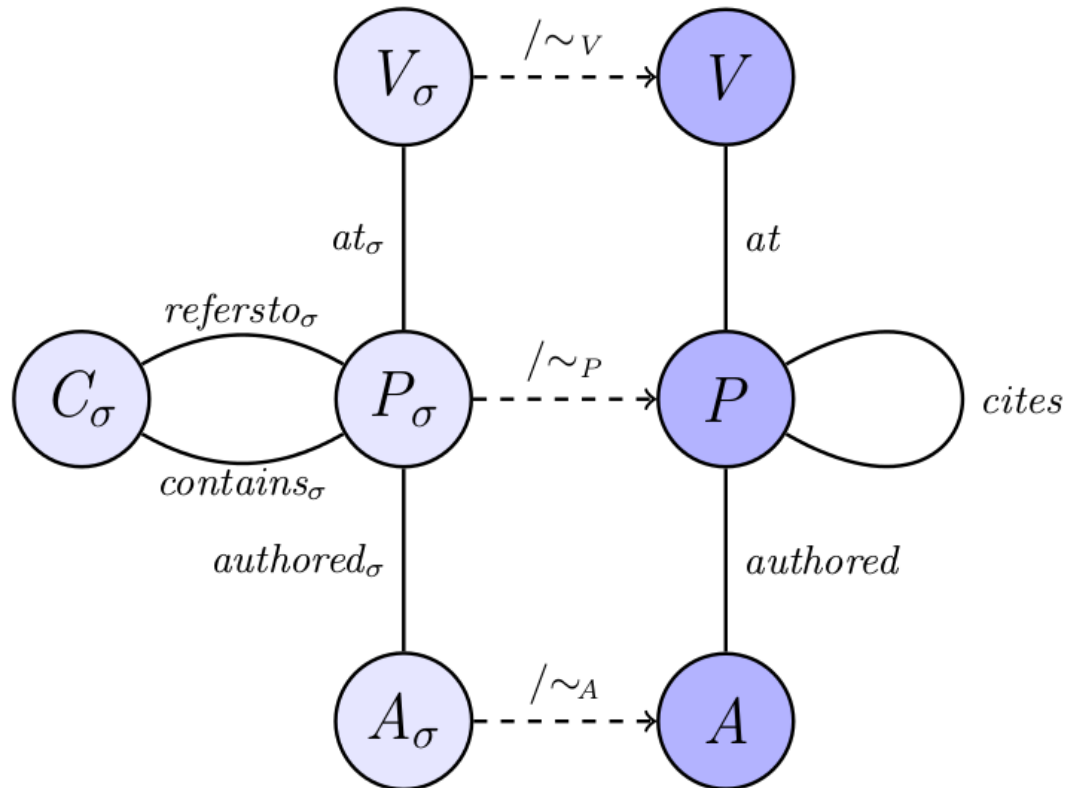 V_σ
/∼_V
V
at_σ
at
refersto_σ
C_σ
P_σ
/∼_P
P
cites
contains_σ
authored_σ
authored
A_σ
/∼_A
A